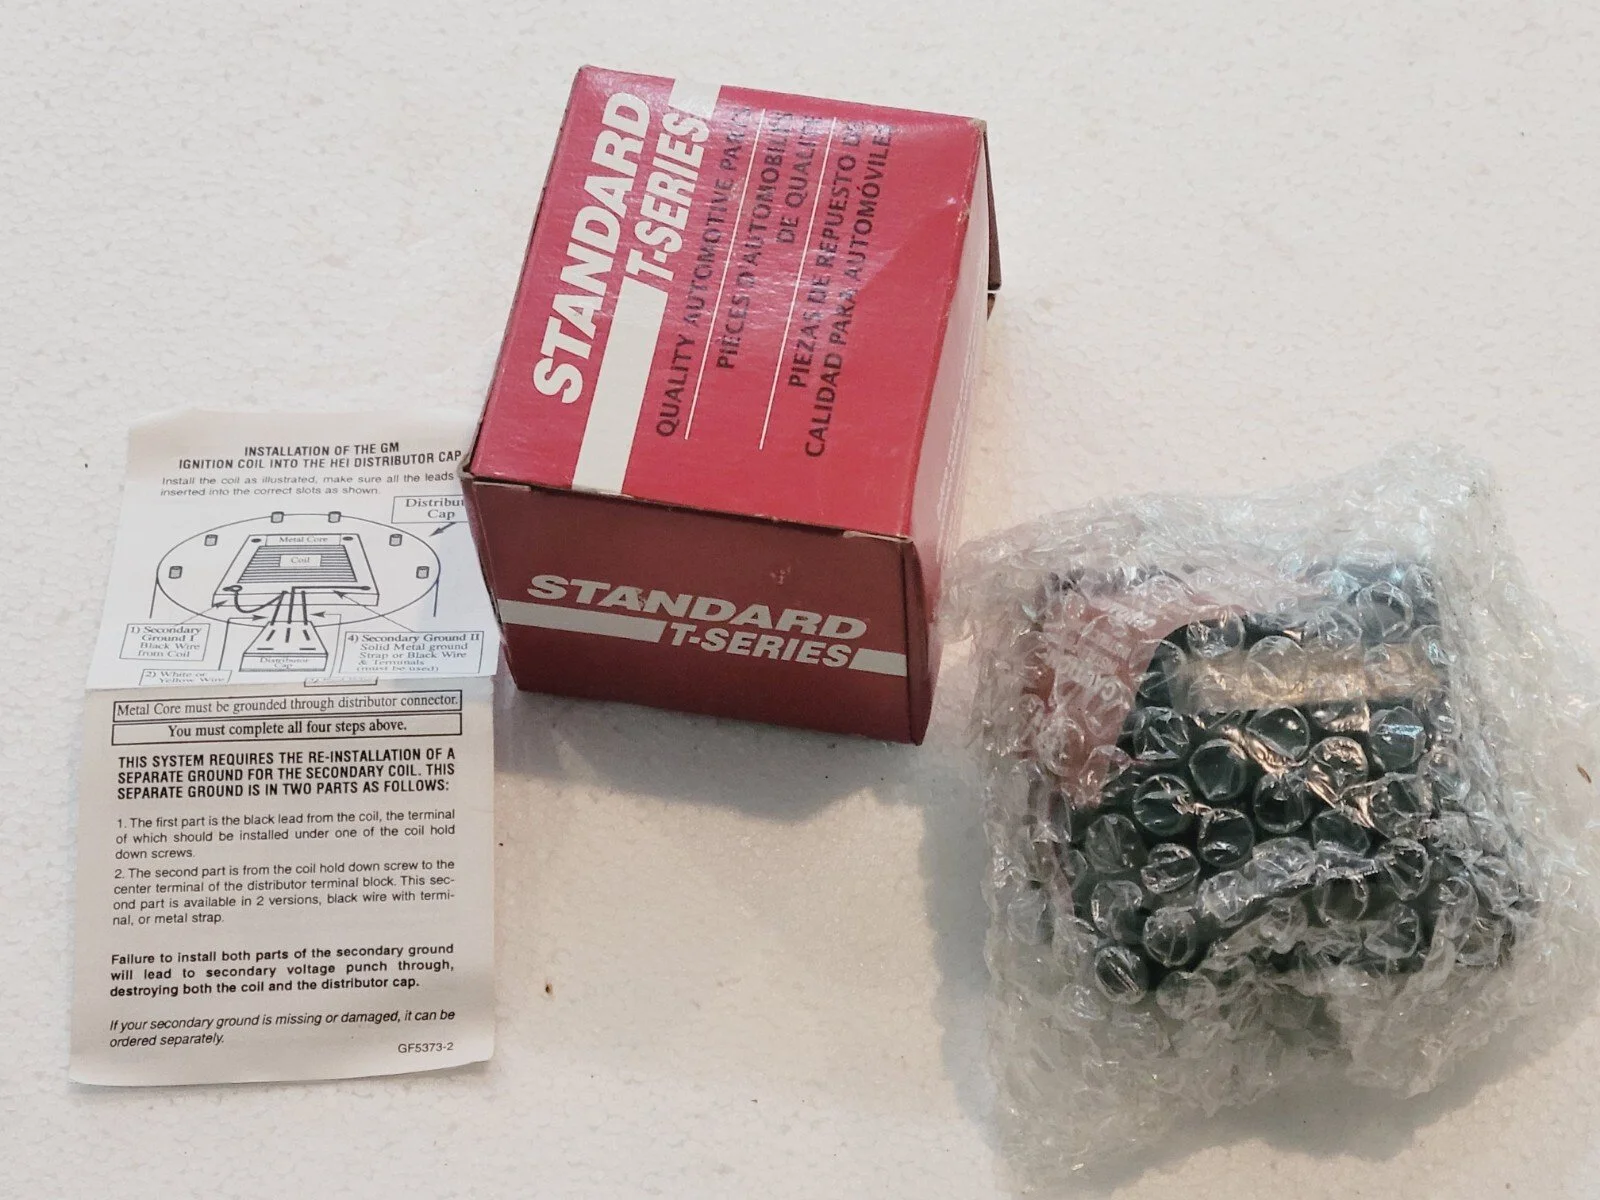 STANDARD
T-SERIES
QUALITY AUTOMOTIVE PARTS
PIÈCES D'AUTOMOBILES
DE QUALITÉ
PIEZAS DE REPUESTO DE
CALIDAD PARA AUTOMÓVILES
STANDARD
T-SERIES
INSTALLATION OF THE GM
IGNITION COIL INTO THE HEI DISTRIBUTOR CAP
Install the coil as illustrated, make sure all the leads
inserted into the correct slots as shown.
Distribu
Cap
Metal Core
Coil
1) Secondary
Ground I
Black Wire
from Coil
4) Secondary Ground II
Solid Metal ground
Strap or Black Wire
& Terminals
(must be used)
Distributor
Cap
2) White or
Yellow Wire
Metal Core must be grounded through distributor connector.
You must complete all four steps above.
THIS SYSTEM REQUIRES THE RE-INSTALLATION OF A
SEPARATE GROUND FOR THE SECONDARY COIL. THIS
SEPARATE GROUND IS IN TWO PARTS AS FOLLOWS:
1. The first part is the black lead from the coil, the terminal
of which should be installed under one of the coil hold
down screws.
2. The second part is from the coil hold down screw to the
center terminal of the distributor terminal block. This sec-
ond part is available in 2 versions, black wire with termi-
nal, or metal strap.
Failure to install both parts of the secondary ground
will lead to secondary voltage punch through,
destroying both the coil and the distributor cap.
If your secondary ground is missing or damaged, it can be
ordered separately.
GF5373-2